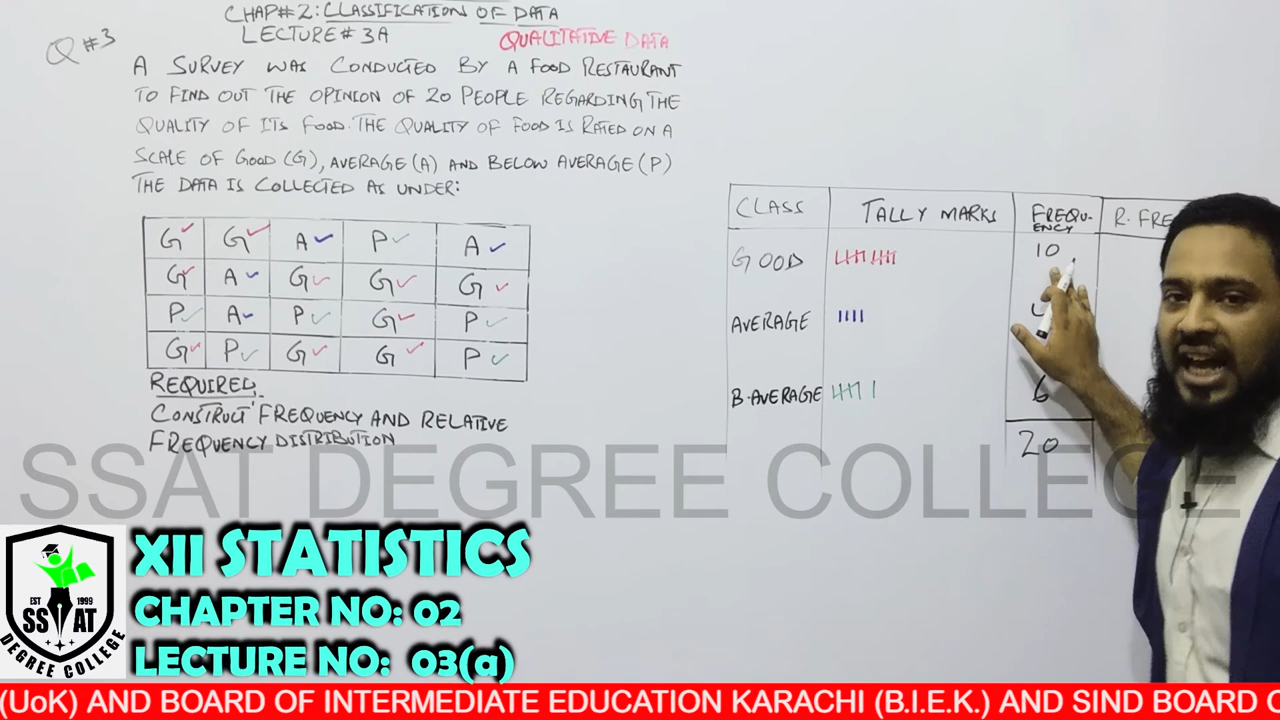 CHAP#2: CLASSIFICATION OF DATA
LECTURE# 3A
QUALITATIVE DATA
Q #3
A SURVEY WAS CONDUCTED BY A FOOD RESTAURANT
TO FIND OUT THE OPINION OF 20 PEOPLE REGARDING THE
QUALITY OF ITS FOOD. THE QUALITY OF FOOD IS RATED ON A
SCALE OF GOOD (G), AVERAGE (A) AND BELOW AVERAGE (P)
THE DATA IS COLLECTED AS UNDER:
G G A P A
G A G G G
P A P G P
G P G G P
REQUIRED
CONSTRUCT FREQUENCY AND RELATIVE
FREQUENCY DISTRIBUTION
CLASS TALLY MARKS FREQU-ENCY R. FRE
GOOD 10
AVERAGE
B.AVERAGE 6
20
SSAT DEGREE COLLEGE
XII STATISTICS
CHAPTER NO: 02
LECTURE NO: 03(a)
EST 1999
SSAT
DEGREE COLLEGE
(UoK) AND BOARD OF INTERMEDIATE EDUCATION KARACHI (B.I.E.K.) AND SIND BOARD O